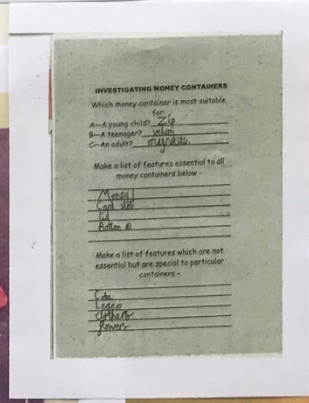 INVESTIGATING MONEY CONTAINERS
Which money container is most suitable
for:
A—A young child? Zip
B—A teenager?
C—An adult? magnetic
Make a list of features essential to all
money containers below -
Money
Card slot
Lid
Bottom
Make a list of features which are not
essential but are special to particular
containers -
Logos
clothes
flowers